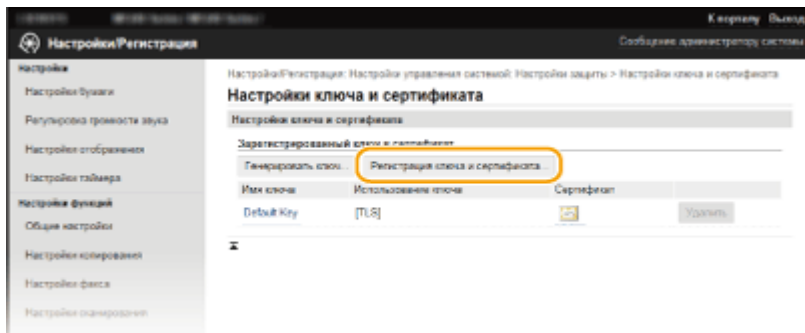 К порталу Выход
Настройки/Регистрация
Сообщение администратору системы
Настройки
Настройки бумаги
Регулировка громкости звука
Настройки отображения
Настройки таймера
Настройки функций
Общие настройки
Настройки копирования
Настройки факса
Настройки сканирования
Настройки/Регистрация: Настройки управления системой: Настройки защиты > Настройки ключа и сертификата
Настройки ключа и сертификата
Настройки ключа и сертификата
Зарегистрированный ключ и сертификат
Генерировать ключ... Регистрация ключа и сертификата...
Имя ключа Использование ключа Сертификат
Default Key [TLS] Удалить